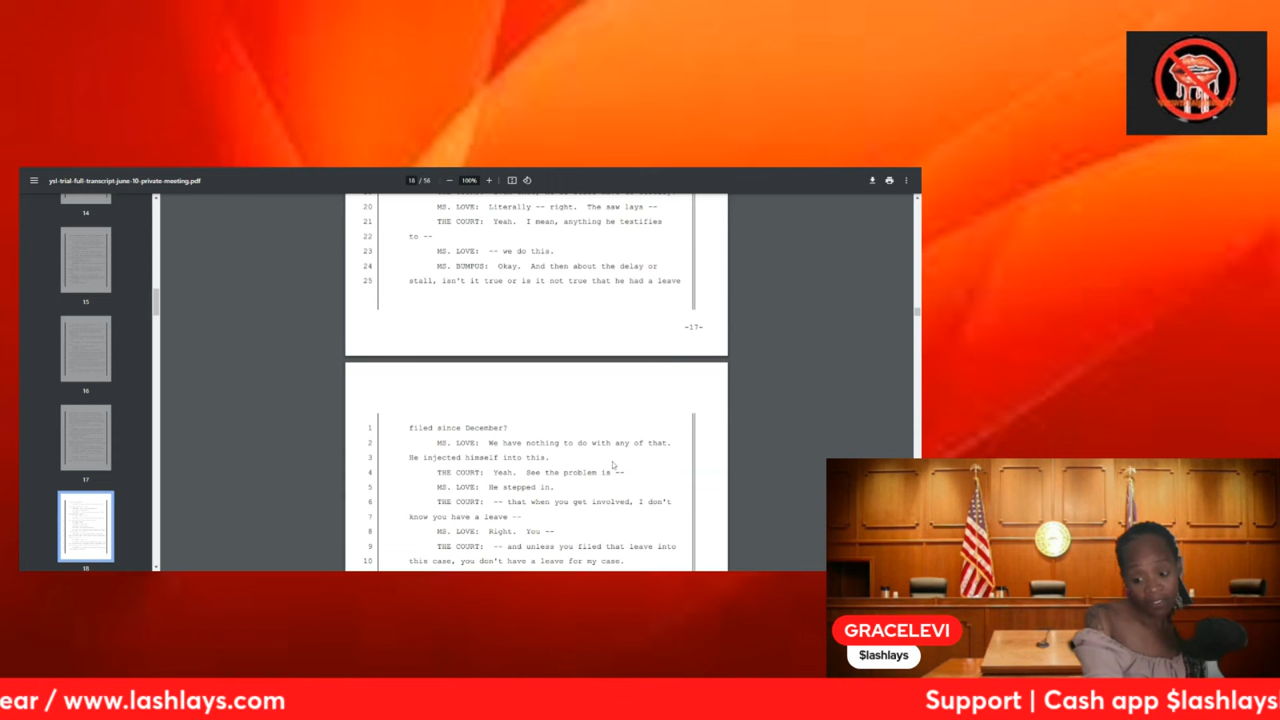 ysl-trial-full-transcript-june-10-private-meeting.pdf
18 / 56
100%
14
15
16
17
18
20 MS. LOVE: Literally -- right. The saw lays --
21 THE COURT: Yeah. I mean, anything he testifies
22 to --
23 MS. LOVE: -- we do this.
24 MS. BUMPUS: Okay. And then about the delay or
25 stall, isn't it true or is it not true that he had a leave
-17-
1 filed since December?
2 MS. LOVE: We have nothing to do with any of that.
3 He injected himself into this.
4 THE COURT: Yeah. See the problem is --
5 MS. LOVE: He stepped in.
6 THE COURT: -- that when you get involved, I don't
7 know you have a leave --
8 MS. LOVE: Right. You --
9 THE COURT: -- and unless you filed that leave into
10 this case, you don't have a leave for my case.
GRACELEVI
$lashlays
ear / www.lashlays.com
Support | Cash app $lashlays